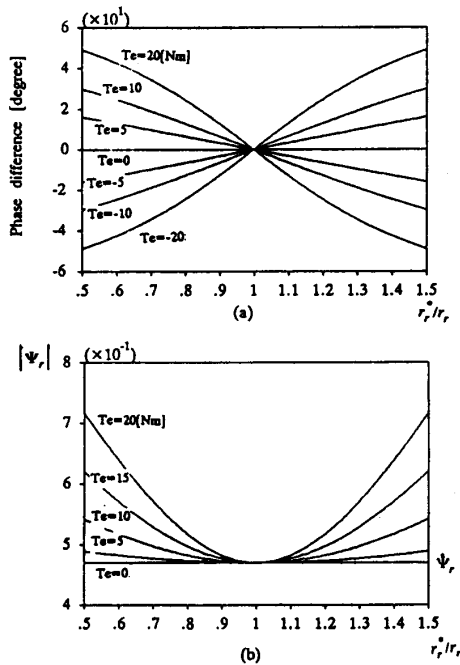 (×10¹)
6
Te=20[Nm]
4
Te=10
2
Te=5
0
Te=0
-2
Te=-5
Te=-10
-4
Te=-20
-6
Phase difference [degree]
.5 .6 .7 .8 .9 1 1.1 1.2 1.3 1.4 1.5
(a)
r*r/rr
|Ψr|
(×10⁻¹)
8
7
Te=20[Nm]
6
Te=15
Te=10
5
Te=5
Te=0
Ψr
4
.5 .6 .7 .8 .9 1 1.1 1.2 1.3 1.4 1.5
r*r/rr
(b)